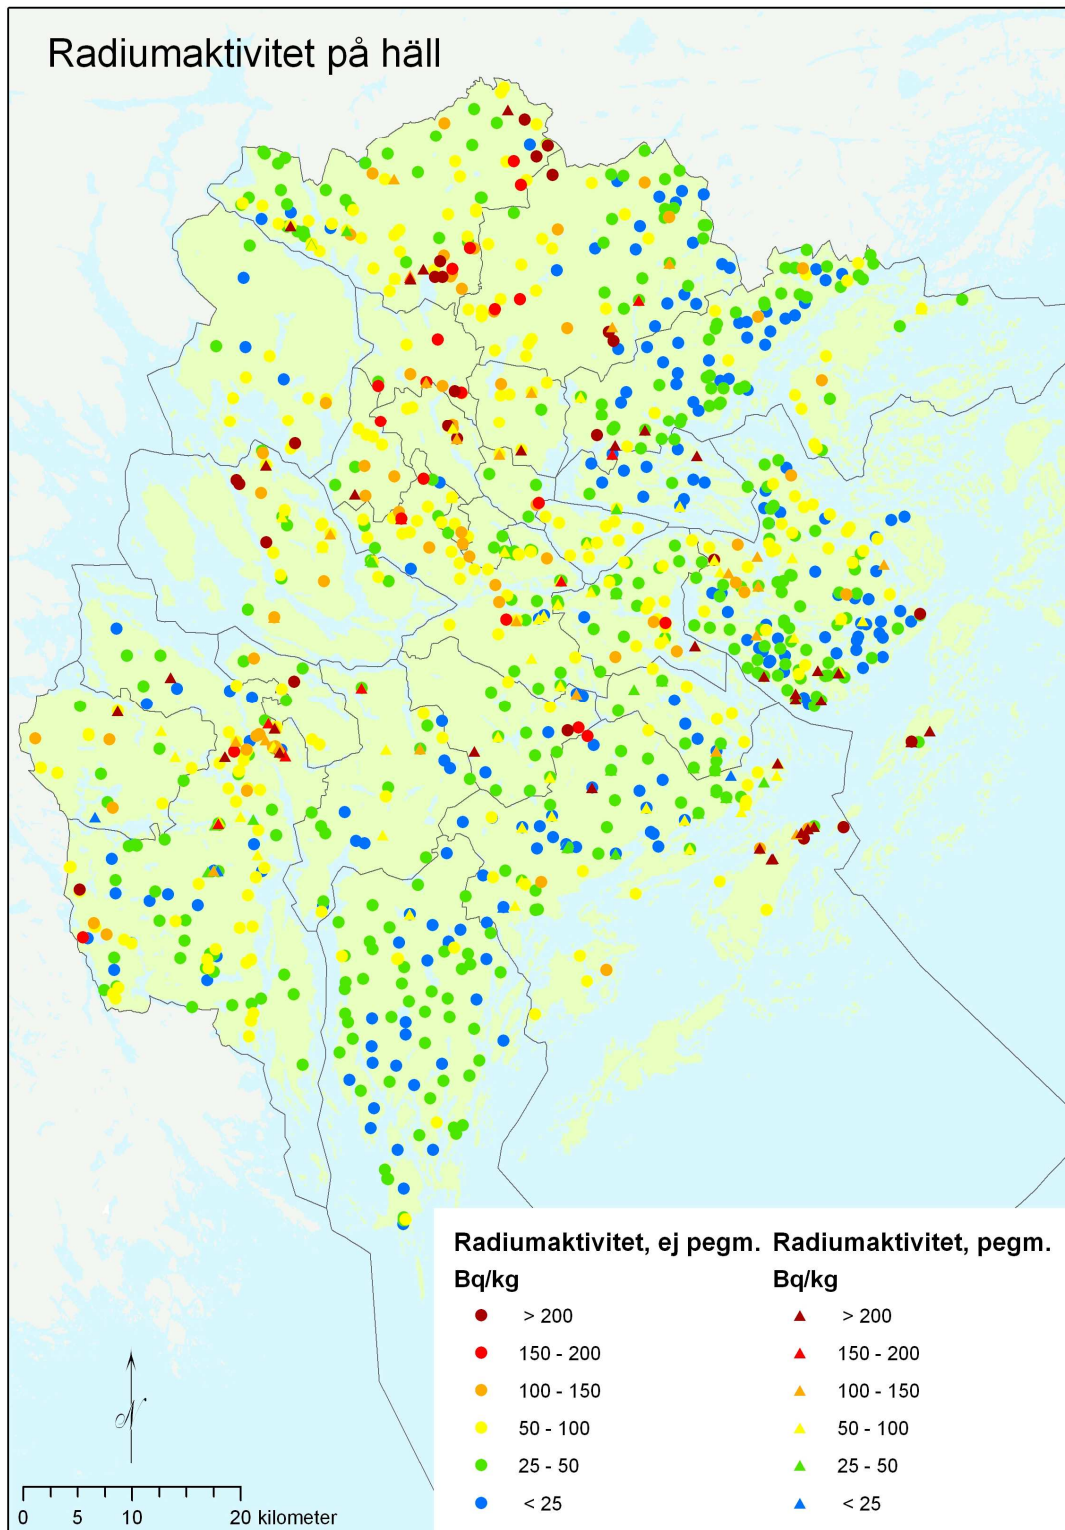 Radiumaktivitet på häll
Radiumaktivitet, ej pegm.
Bq/kg
> 200
150 - 200
100 - 150
50 - 100
25 - 50
< 25
Radiumaktivitet, pegm.
Bq/kg
> 200
150 - 200
100 - 150
50 - 100
25 - 50
< 25
N
0 5 10 20 kilometer